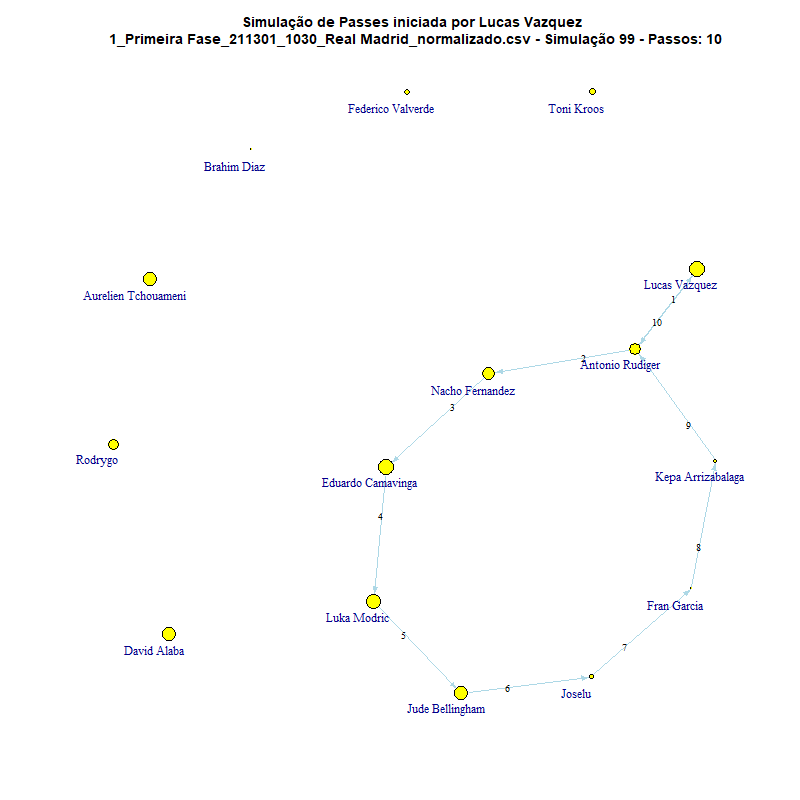 Simulação de Passes iniciada por Lucas Vazquez
1_Primeira Fase_211301_1030_Real Madrid_normalizado.csv - Simulação 99 - Passos: 10
Federico Valverde
Toni Kroos
Brahim Diaz
Lucas Vazquez
Aurelien Tchouameni
1
10
2
Antonio Rudiger
Nacho Fernandez
3
9
Rodrygo
Kepa Arrizabalaga
Eduardo Camavinga
4
8
Fran Garcia
Luka Modric
5
7
David Alaba
6
Joselu
Jude Bellingham